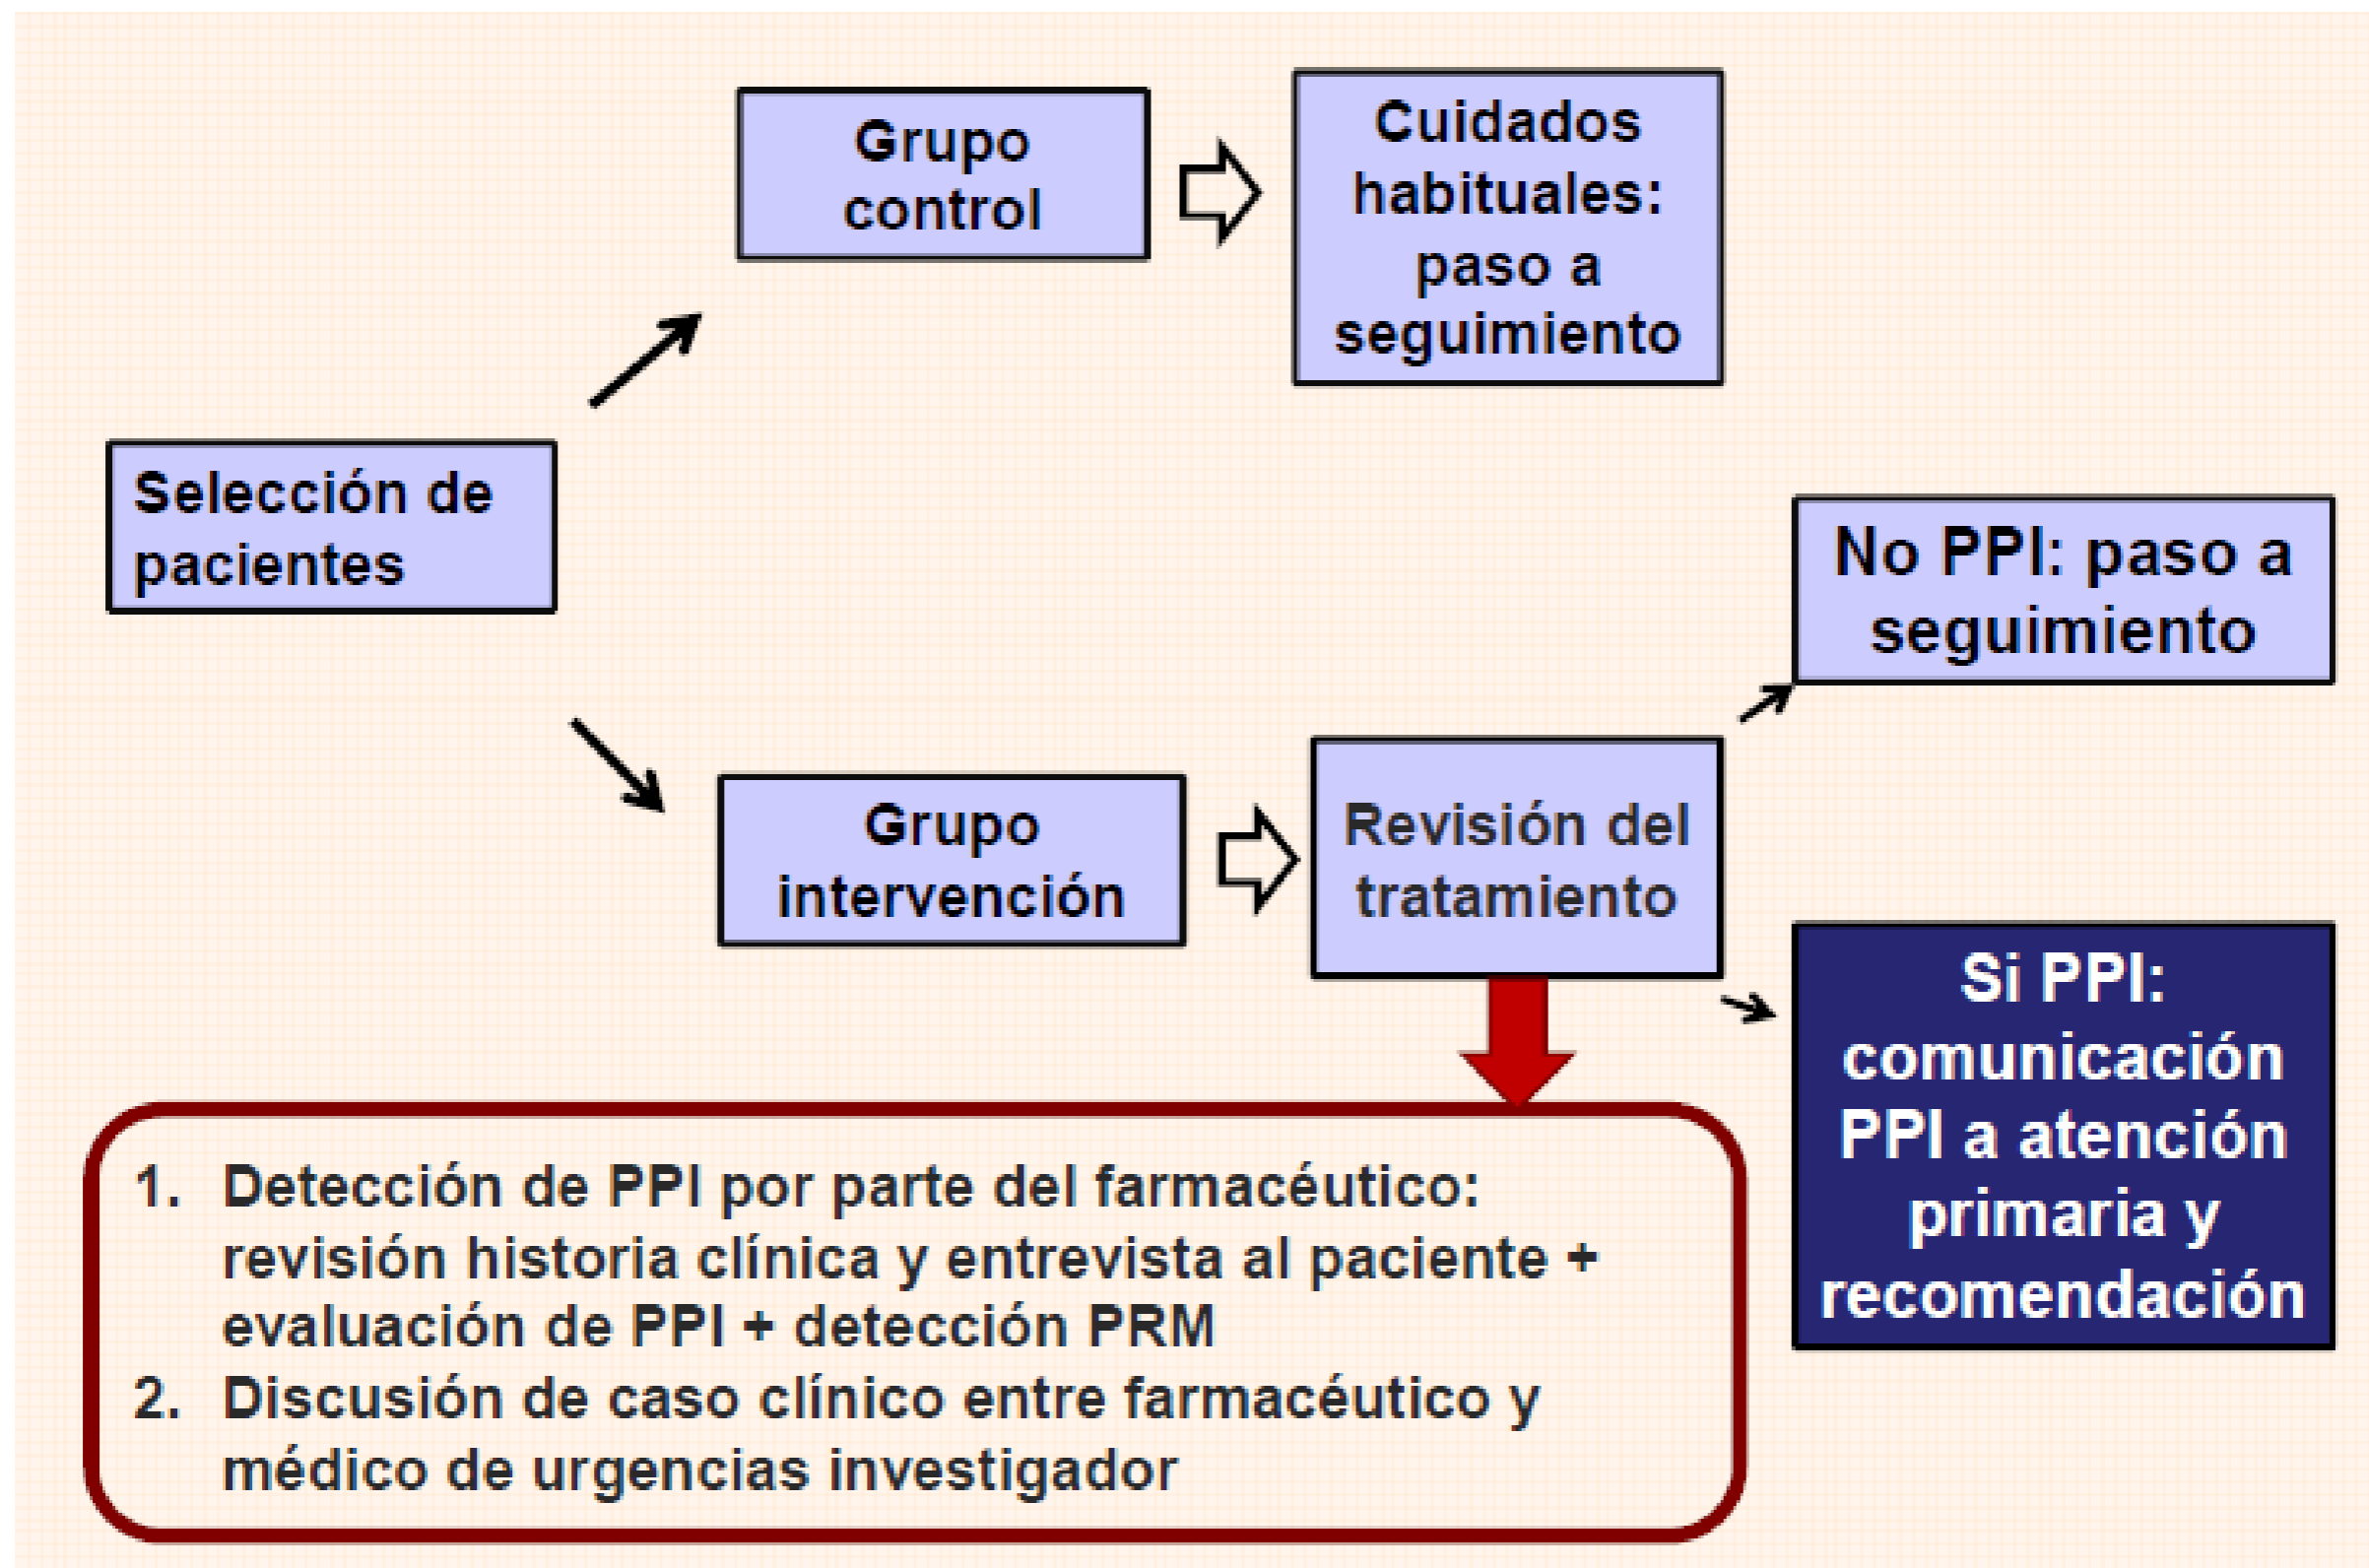 Grupo
control
Cuidados
habituales:
paso a
seguimiento
Selección de
pacientes
No PPI: paso a
seguimiento
Grupo
intervención
Revisión del
tratamiento
Si PPI:
comunicación
PPI a atención
primaria y
recomendación
1. Detección de PPI por parte del farmacéutico:
revisión historia clínica y entrevista al paciente +
evaluación de PPI + detección PRM
2. Discusión de caso clínico entre farmacéutico y
médico de urgencias investigador